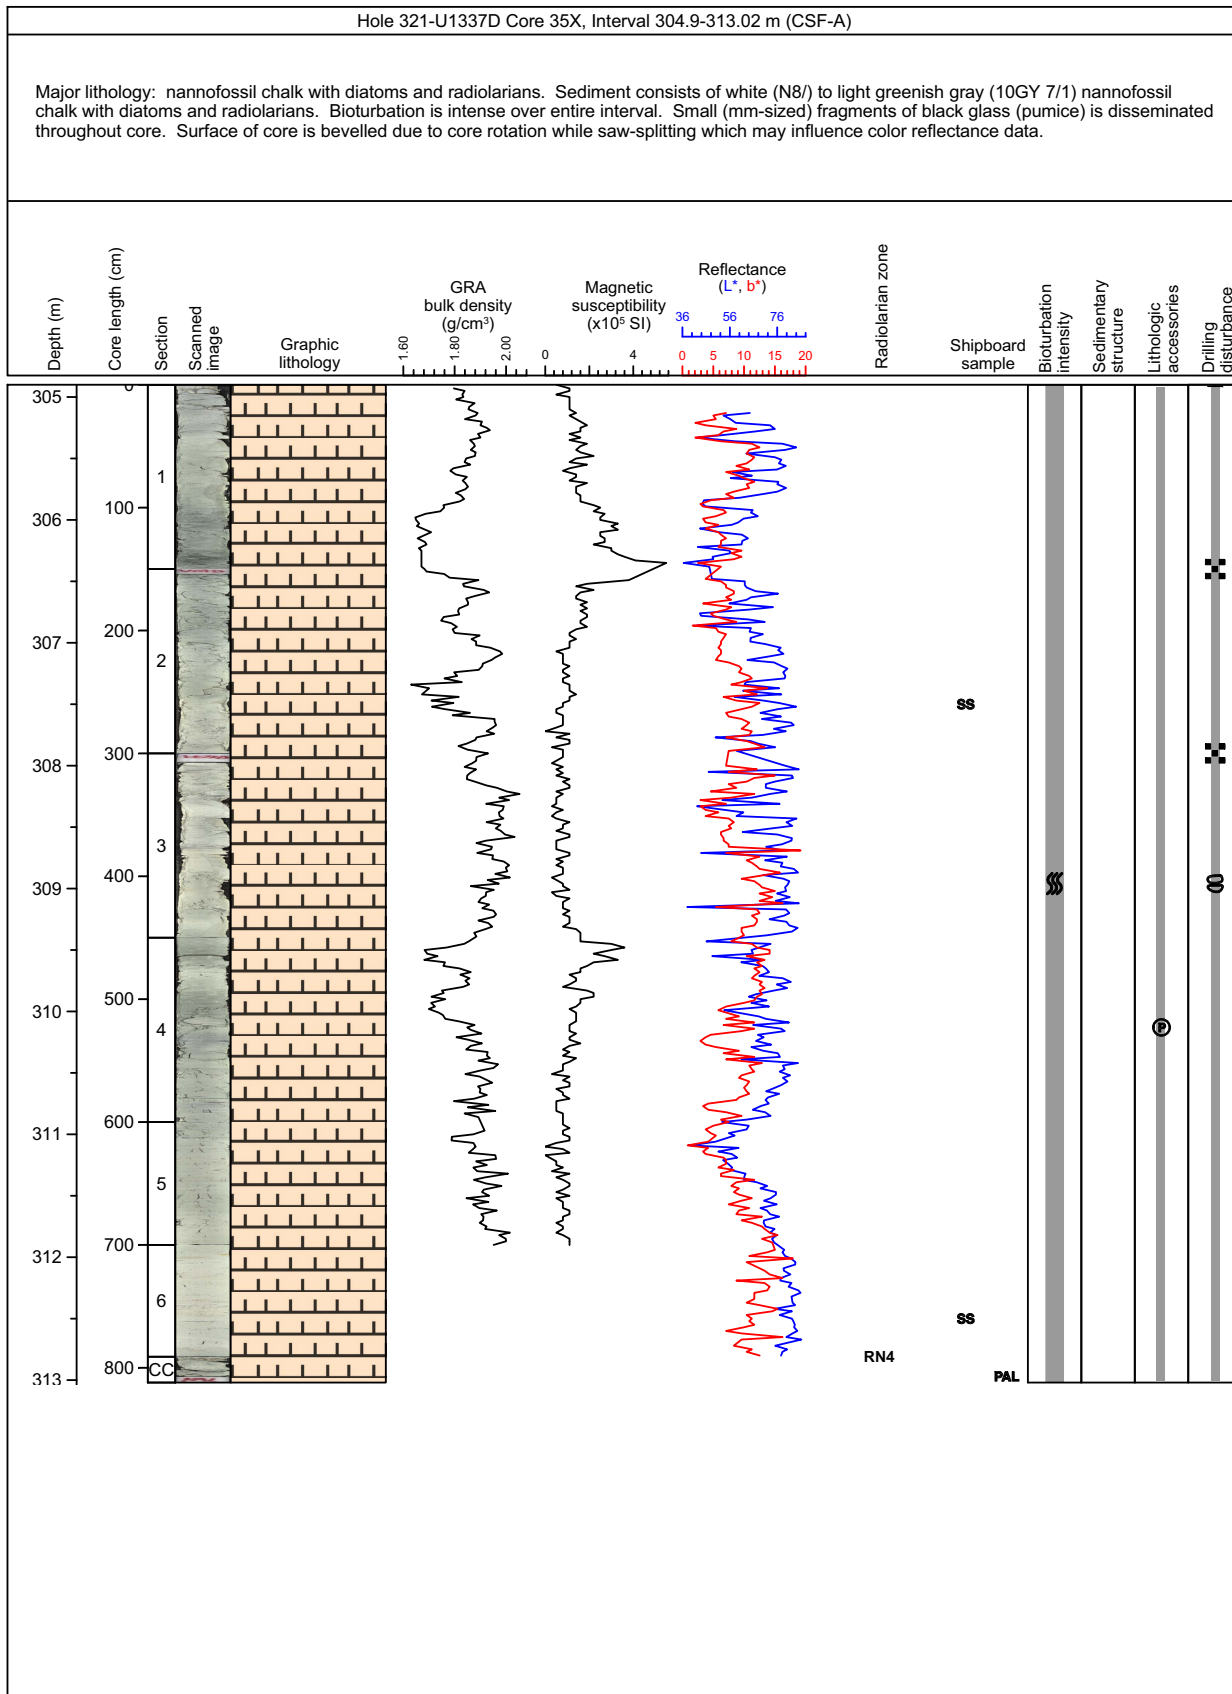 Hole 321-U1337D Core 35X, Interval 304.9-313.02 m (CSF-A)
Major lithology: nannofossil chalk with diatoms and radiolarians. Sediment consists of white (N8/) to light greenish gray (10GY 7/1) nannofossil
chalk with diatoms and radiolarians. Bioturbation is intense over entire interval. Small (mm-sized) fragments of black glass (pumice) is disseminated
throughout core. Surface of core is bevelled due to core rotation while saw-splitting which may influence color reflectance data.
Depth (m)
Core length (cm)
Section
Scanned
image
Graphic
lithology
GRA
bulk density
(g/cm³)
1.60
1.80
2.00
Magnetic
susceptibility
(x10⁵ SI)
0
4
Reflectance
(L*, b*)
36
56
76
0
5
10
15
20
Radiolarian zone
Shipboard
sample
Bioturbation
intensity
Sedimentary
structure
Lithologic
accessories
Drilling
disturbance
305
0
1
100
306
200
307
2
SS
300
308
3
400
309
500
310
4
P
600
311
5
700
312
6
SS
RN4
800
CC
PAL
313